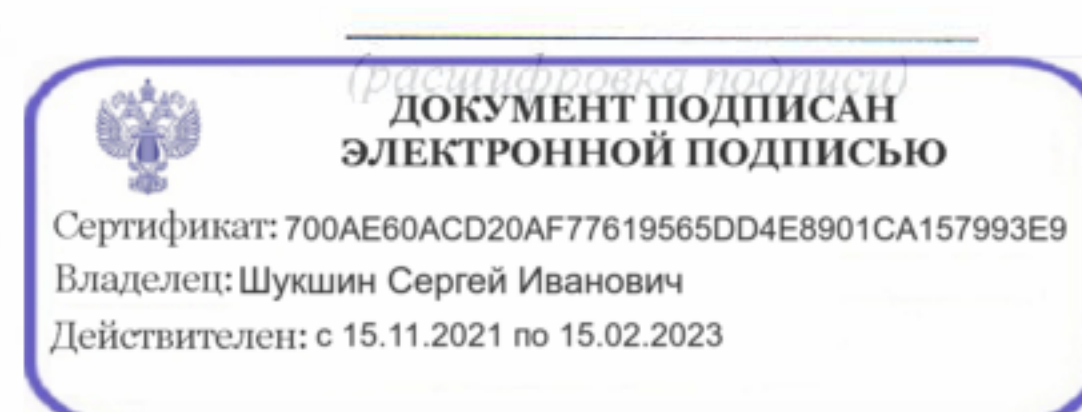 (расшифровка подписи)
ДОКУМЕНТ ПОДПИСАН
ЭЛЕКТРОННОЙ ПОДПИСЬЮ
Сертификат: 700AE60ACD20AF77619565DD4E8901CA157993E9
Владелец: Шукшин Сергей Иванович
Действителен: с 15.11.2021 по 15.02.2023